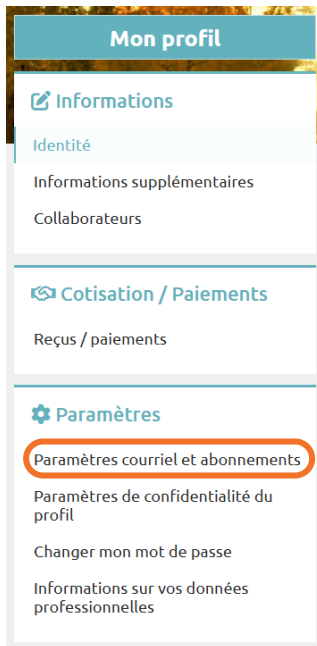 Mon profil
Informations
Identité
Informations supplémentaires
Collaborateurs
Cotisation / Paiements
Reçus / paiements
Paramètres
Paramètres courriel et abonnements
Paramètres de confidentialité du
profil
Changer mon mot de passe
Informations sur vos données
professionnelles